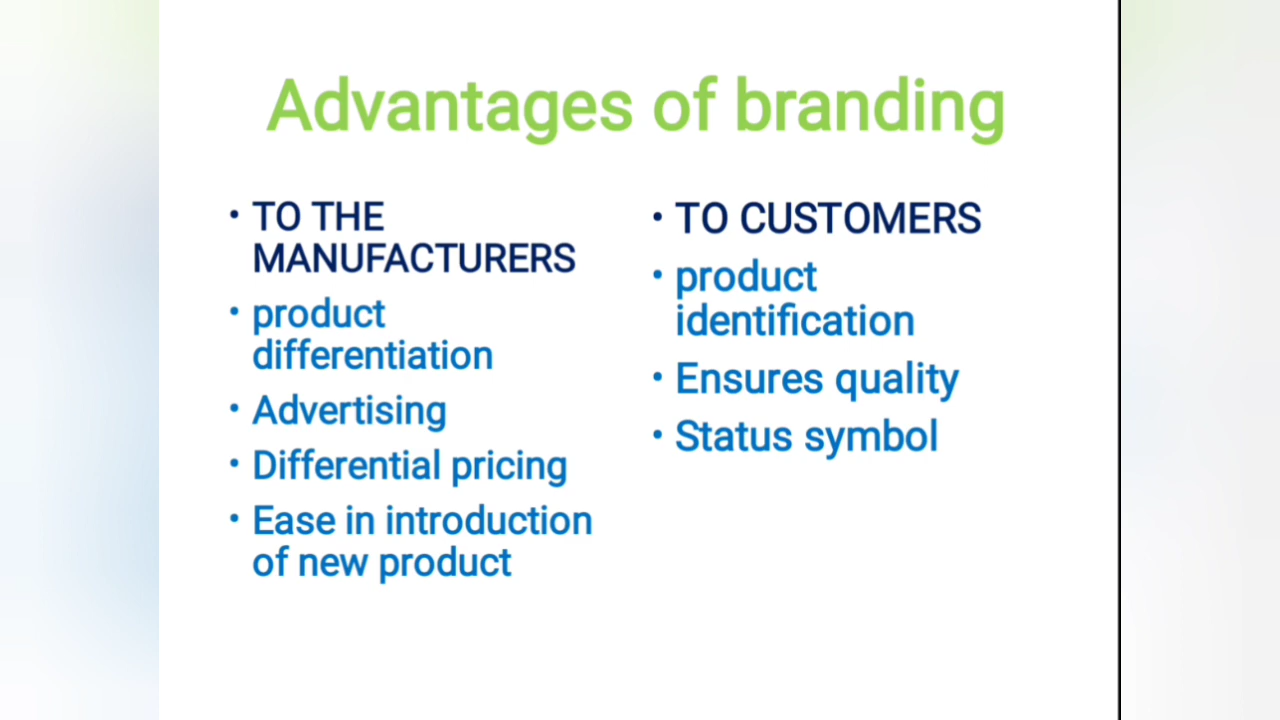 Advantages of branding
• TO THE
MANUFACTURERS
• product
differentiation
• Advertising
• Differential pricing
• Ease in introduction
of new product
• TO CUSTOMERS
• product
identification
• Ensures quality
• Status symbol